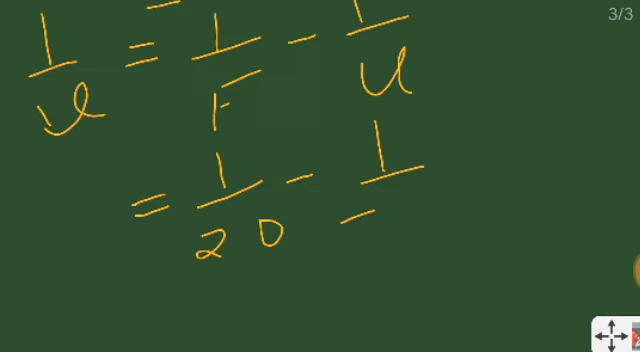 3/3
1/v = 1/F - 1/u
= 1/20 - 1/-